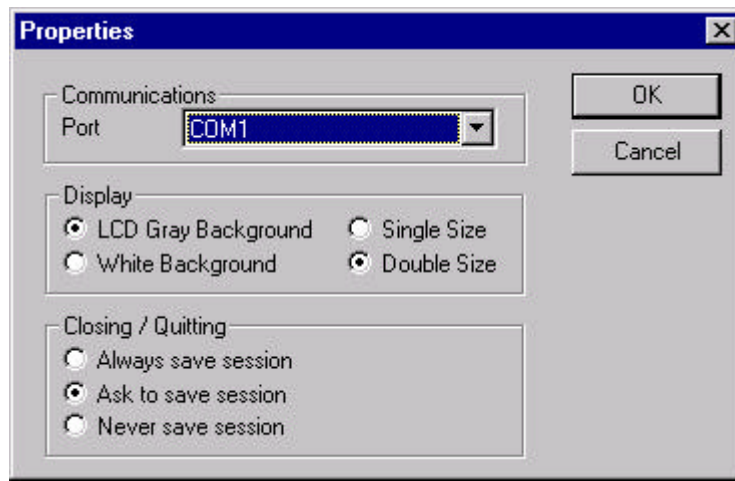 Properties
Communications
Port COM1
OK
Cancel
Display
LCD Gray Background Single Size
White Background Double Size
Closing / Quitting
Always save session
Ask to save session
Never save session